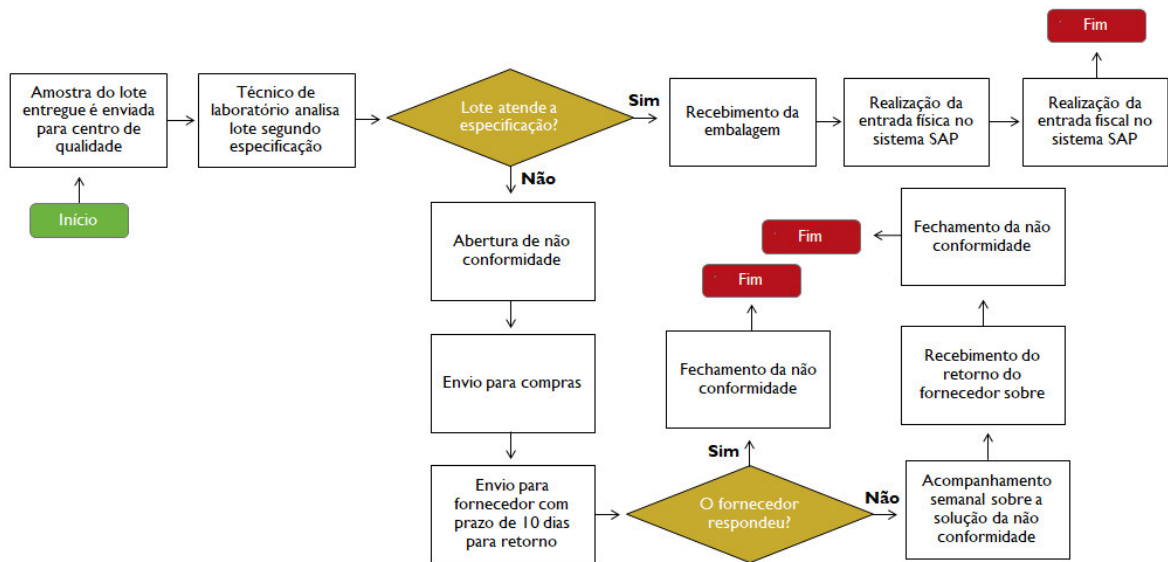 Fim
Amostra do lote
entregue é enviada
para centro de
qualidade
Técnico de
laboratório analisa
lote segundo
especificação
Lote atende a
especificação?
Sim
Recebimento da
embalagem
Realização da
entrada física no
sistema SAP
Realização da
entrada fiscal no
sistema SAP
Não
Início
Abertura de não
conformidade
Fim
Fechamento da não
conformidade
Fim
Envio para compras
Fechamento da não
conformidade
Recebimento do
retorno do
fornecedor sobre
Sim
Envio para
fornecedor com
prazo de 10 dias
para retorno
O fornecedor
respondeu?
Não
Acompanhamento
semanal sobre a
solução da não
conformidade